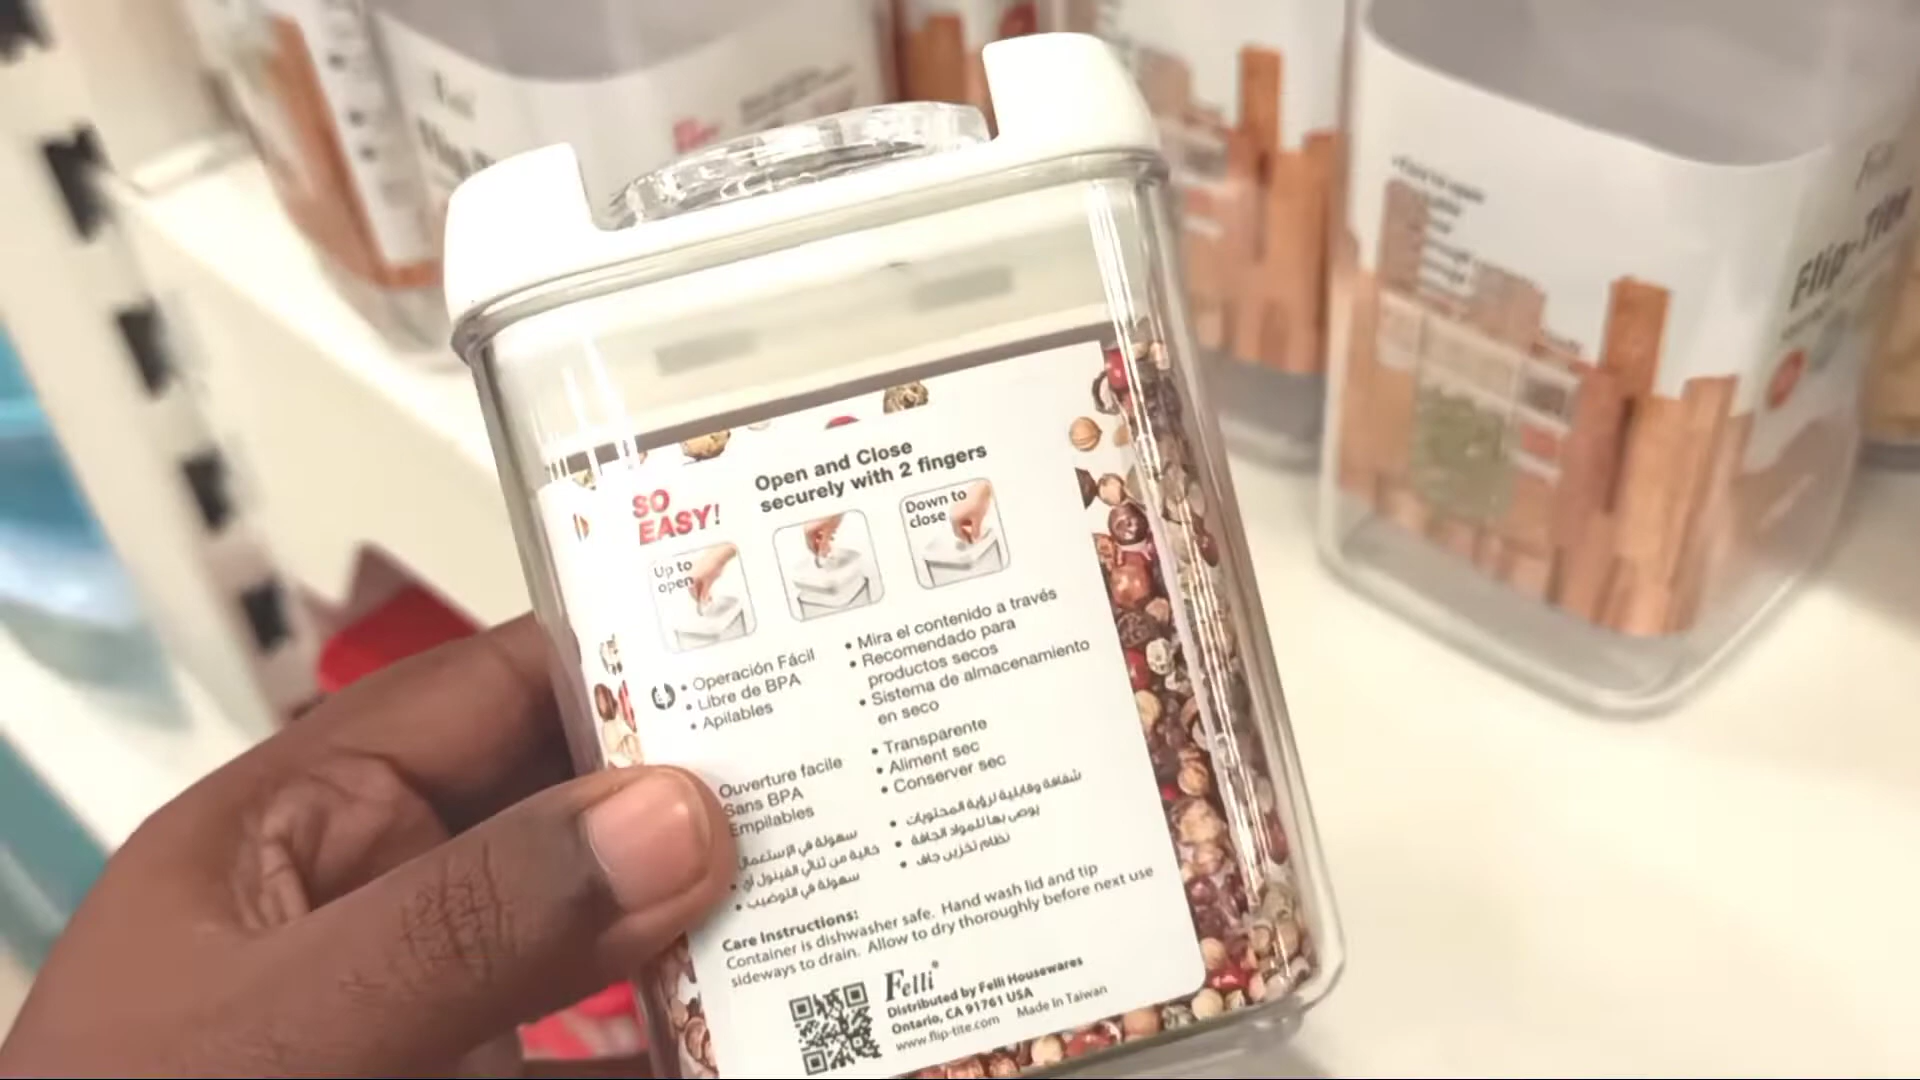 SO
EASY!
Open and Close
securely with 2 fingers
Up to
open
Down to
close
• Operación Fácil
• Libre de BPA
• Apilables
• Mira el contenido a través
• Recomendado para
productos secos
• Sistema de almacenamiento
en seco
Ouverture facile
Sans BPA
Empilables
• Transparente
• Aliment sec
• Conserver sec
سهولة في الإستعمال
• خالية من ثنائي الفينول أي
• سهولة في التوضيب
• شفافة وقابلية لرؤية المحتويات
• يوصى بها للمواد الجافة
• نظام تخزين جاف
Care Instructions:
Container is dishwasher safe. Hand wash lid and tip
sideways to drain. Allow to dry thoroughly before next use
Felli®
Distributed by Felli Housewares
Ontario, CA 91761 USA
www.flip-tite.com Made In Taiwan
Flip-Tite